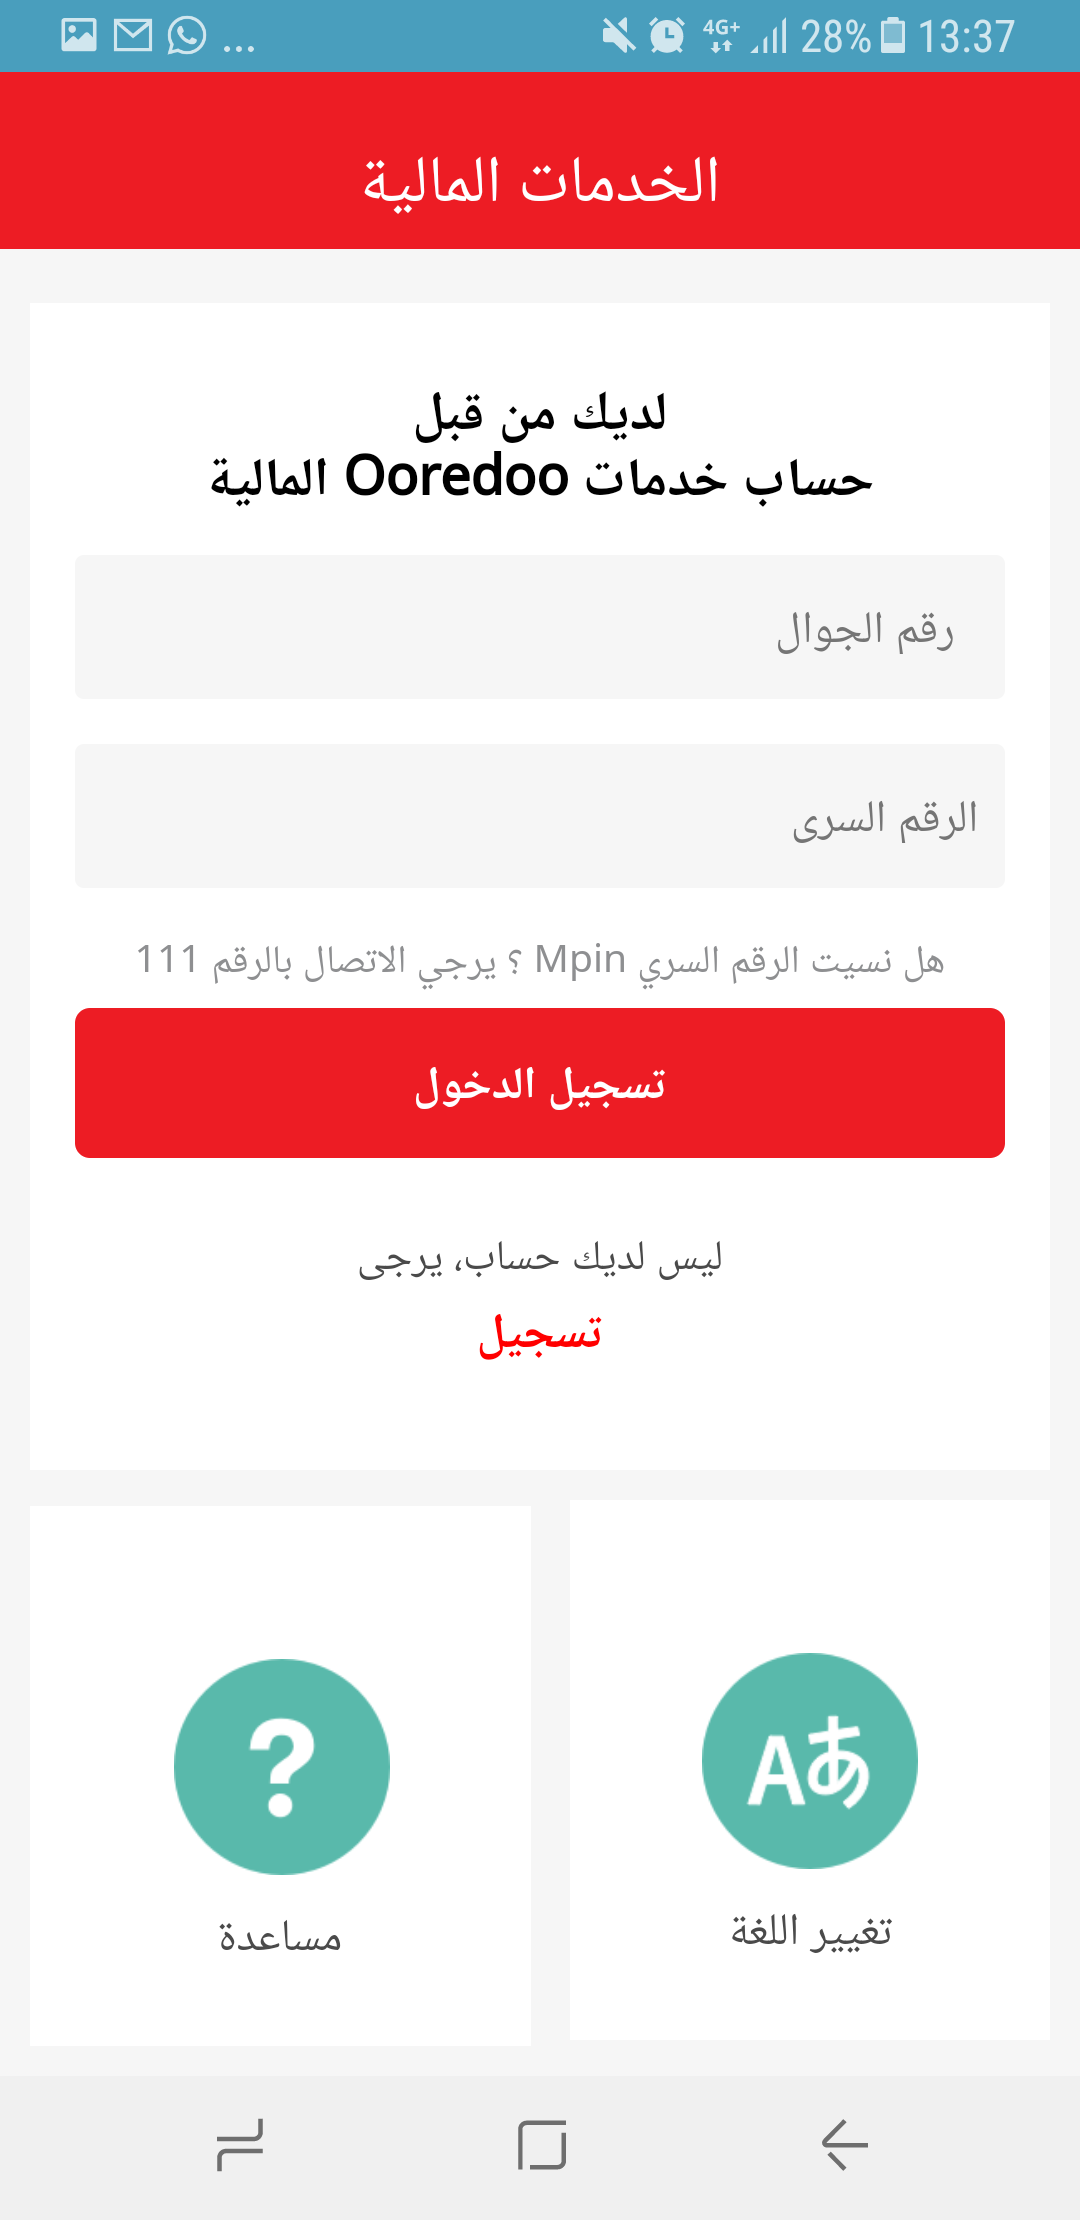 ... 4G+ 28% 13:37
الخدمات المالية
لديك من قبل
حساب خدمات Ooredoo المالية
رقم الجوال
الرقم السرى
هل نسيت الرقم السري Mpin ؟ يرجي الاتصال بالرقم 111
تسجيل الدخول
ليس لديك حساب، يرجى
تسجيل
?
Aあ
مساعدة
تغيير اللغة